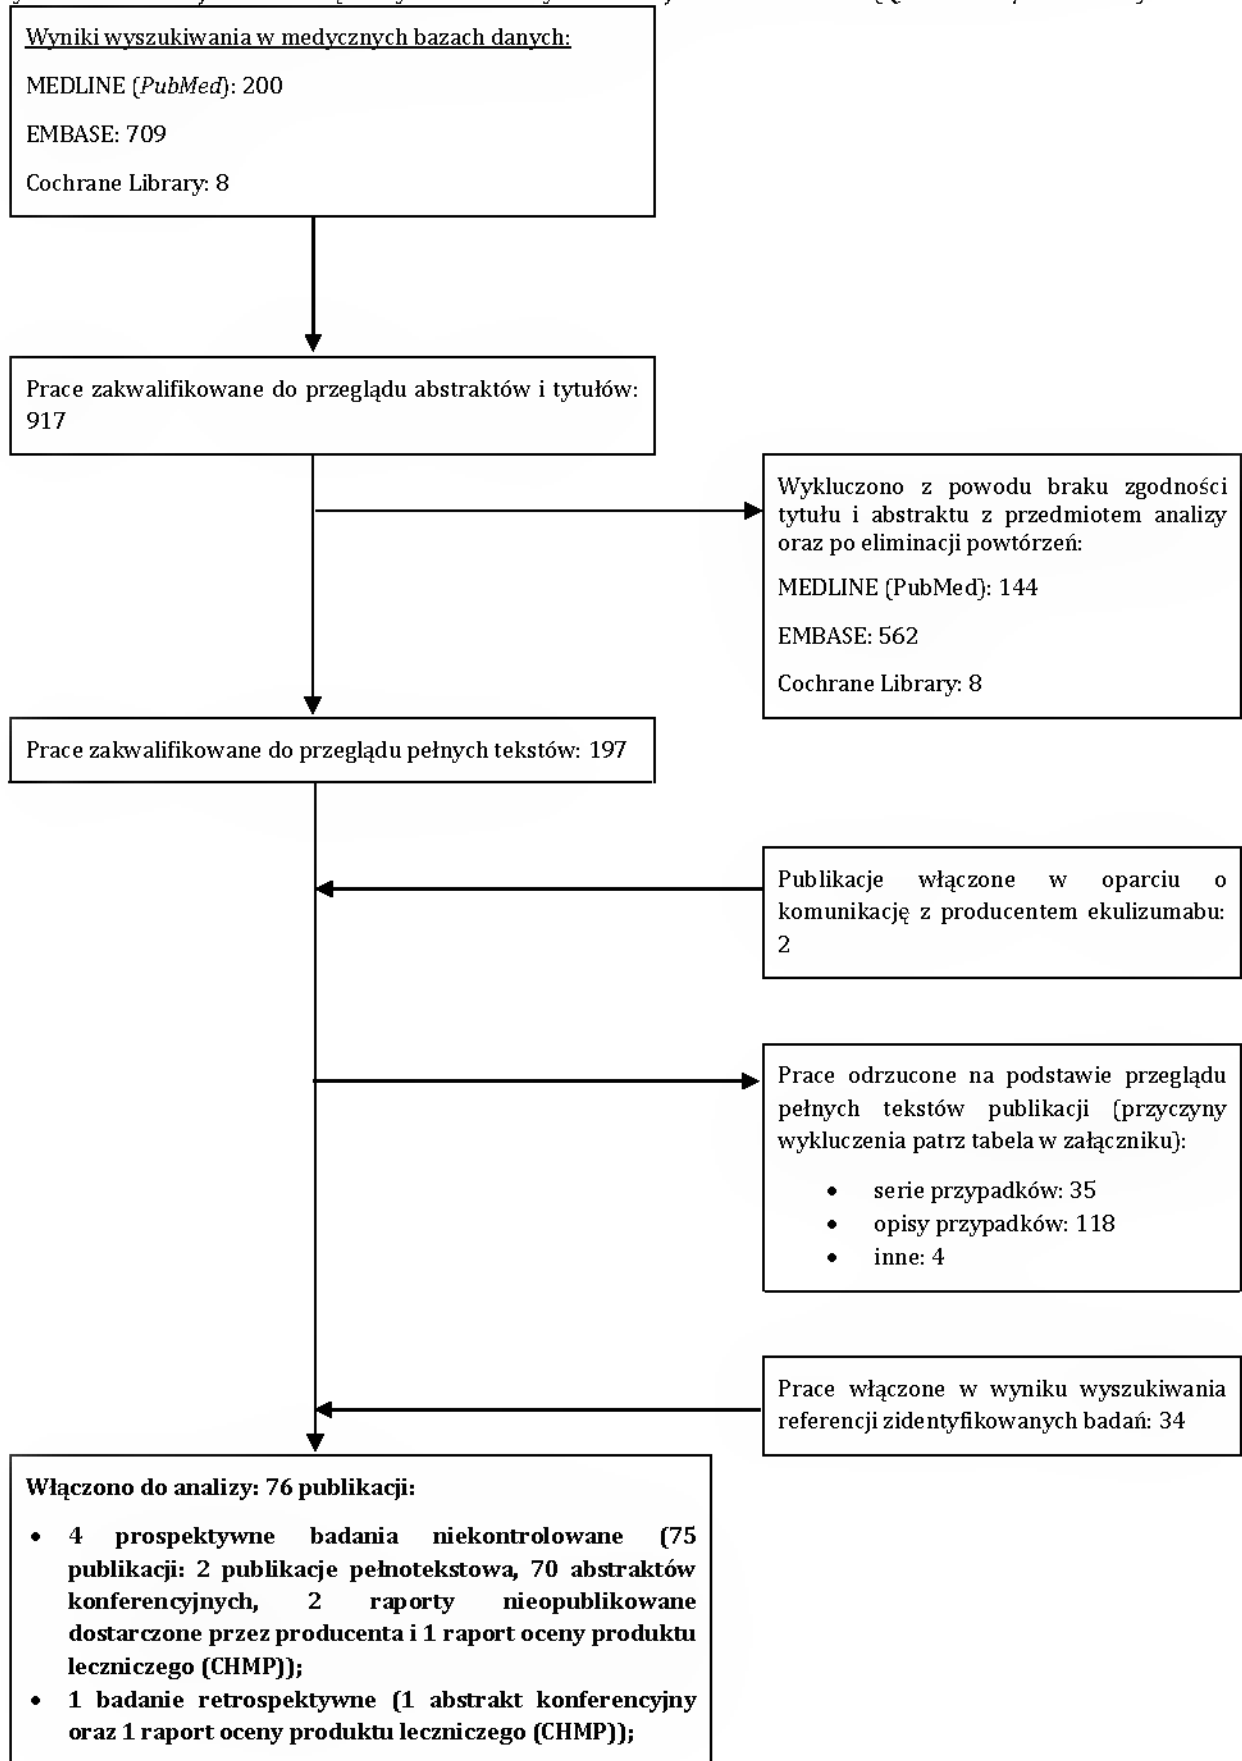 Wyniki wyszukiwania w medycznych bazach danych:
MEDLINE (PubMed): 200
EMBASE: 709
Cochrane Library: 8
Prace zakwalifikowane do przeglądu abstraktów i tytułów:
917
Wykluczono z powodu braku zgodności
tytułu i abstraktu z przedmiotem analizy
oraz po eliminacji powtórzeń:
MEDLINE (PubMed): 144
EMBASE: 562
Cochrane Library: 8
Prace zakwalifikowane do przeglądu pełnych tekstów: 197
Publikacje włączone w oparciu o
komunikację z producentem ekulizumabu:
2
Prace odrzucone na podstawie przeglądu
pełnych tekstów publikacji (przyczyny
wykluczenia patrz tabela w załączniku):
• serie przypadków: 35
• opisy przypadków: 118
• inne: 4
Prace włączone w wyniku wyszukiwania
referencji zidentyfikowanych badań: 34
Włączono do analizy: 76 publikacji:
• 4 prospektywne badania niekontrolowane (75
publikacji: 2 publikacje pełnotekstowa, 70 abstraktów
konferencyjnych, 2 raporty nieopublikowane
dostarczone przez producenta i 1 raport oceny produktu
leczniczego (CHMP));
• 1 badanie retrospektywne (1 abstrakt konferencyjny
oraz 1 raport oceny produktu leczniczego (CHMP));